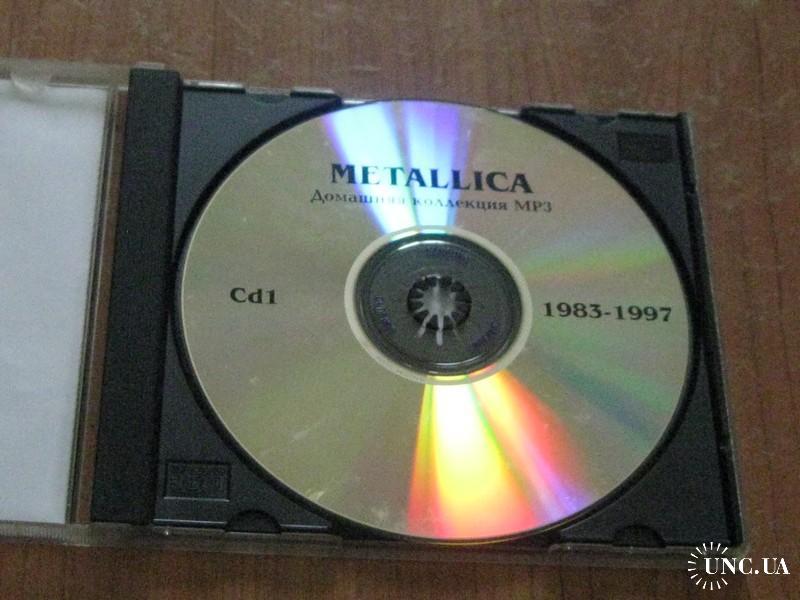 METALLICA
Домашняя коллекция MP3
Cd1
1983-1997
UNC.UA